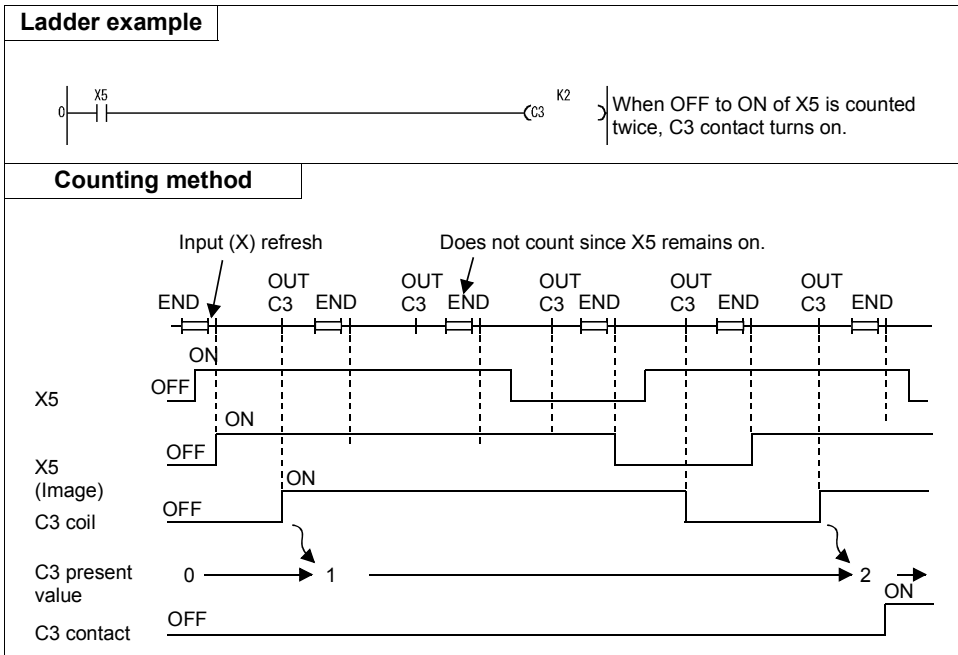 Ladder example
0 X5 C3 K2 When OFF to ON of X5 is counted
twice, C3 contact turns on.
Counting method
Input (X) refresh Does not count since X5 remains on.
OUT OUT OUT OUT OUT
END C3 END C3 END C3 END C3 END C3 END
ON
OFF
X5
ON
OFF
X5
(Image)
ON
OFF
C3 coil
C3 present
value
0 1 2
ON
OFF
C3 contact